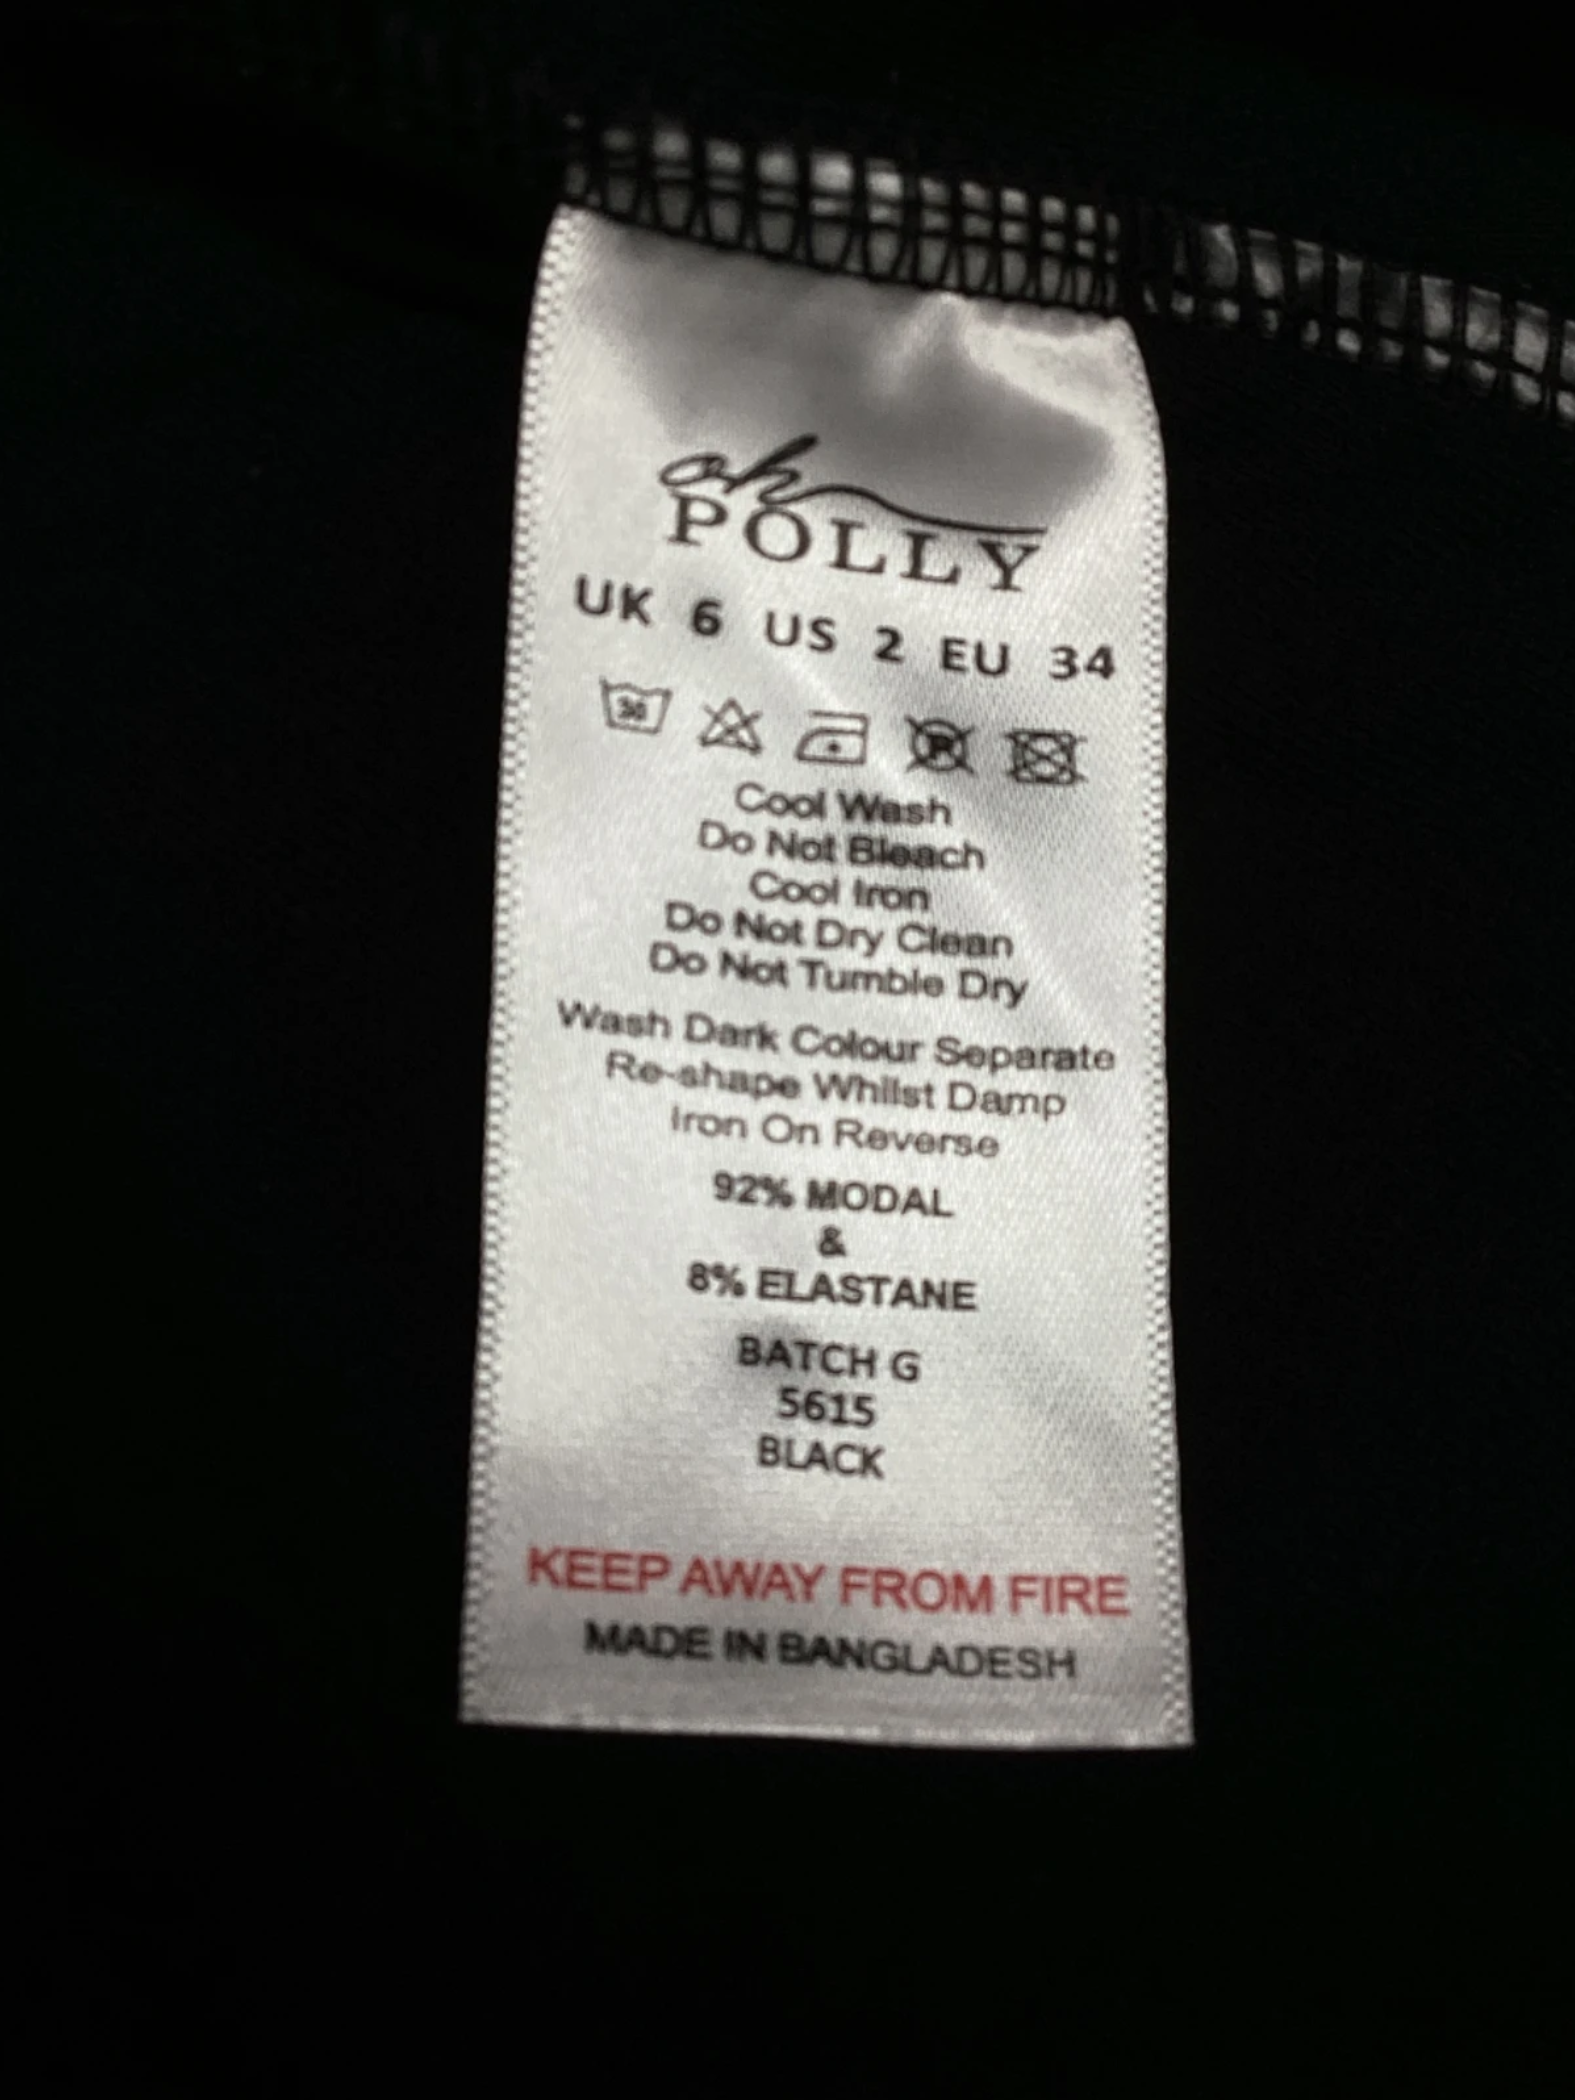 oh
POLLY
UK 6 US 2 EU 34
30 P
Cool Wash
Do Not Bleach
Cool Iron
Do Not Dry Clean
Do Not Tumble Dry
Wash Dark Colour Separate
Re-shape Whilst Damp
Iron On Reverse
92% MODAL
&
8% ELASTANE
BATCH G
5615
BLACK
KEEP AWAY FROM FIRE
MADE IN BANGLADESH